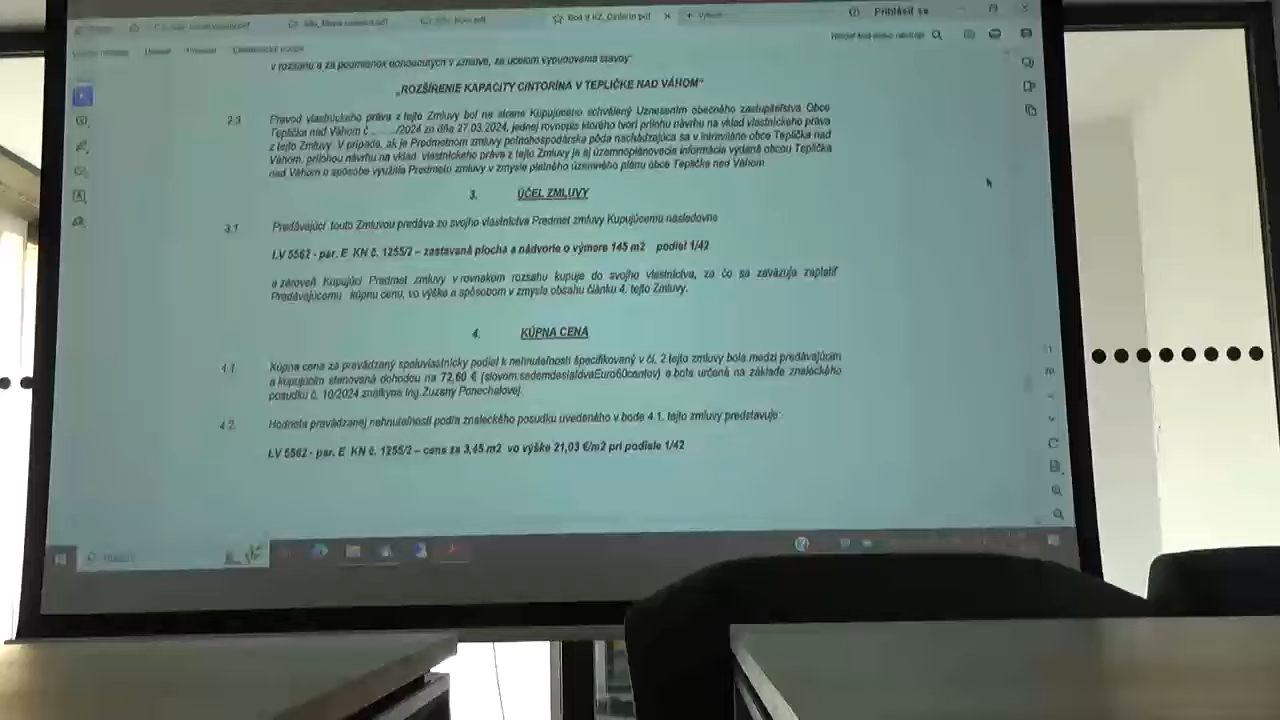 Bod 9 KZ_Cintorin.pdf
+ Vytvoriť
Prihlásiť sa
v rozsahu a za podmienok dohodnutých v Zmluve, za účelom vybudovania stavby:
„ROZŠÍRENIE KAPACITY CINTORÍNA V TEPLIČKE NAD VÁHOM“
2.3 Prevod vlastníckeho práva z tejto Zmluvy bol na strane Kupujúceho schválený Uznesením obecného zastupiteľstva Obce
Teplička nad Váhom č. ....../2024 zo dňa 27.03.2024, jeden rovnopis ktorého tvorí prílohu návrhu na vklad vlastníckeho práva
z tejto Zmluvy. V prípade, ak je Predmetom zmluvy poľnohospodárska pôda nachádzajúca sa v intraviláne obce Teplička nad
Váhom, prílohou návrhu na vklad vlastníckeho práva z tejto Zmluvy je aj územnoplánovacia informácia vydaná obcou Teplička
nad Váhom o spôsobe využitia Predmetu zmluvy v zmysle platného územného plánu obce Teplička nad Váhom.
3. ÚČEL ZMLUVY
3.1 Predávajúci touto Zmluvou predáva zo svojho vlastníctva Predmet zmluvy Kupujúcemu nasledovne
LV 5562 - par. E KN č. 1255/2 – zastavaná plocha a nádvorie o výmere 145 m2 podiel 1/42
a zároveň Kupujúci Predmet zmluvy v rovnakom rozsahu kupuje do svojho vlastníctva, za čo sa zaväzuje zaplatiť
Predávajúcemu kúpnu cenu, vo výške a spôsobom v zmysle obsahu článku 4. tejto Zmluvy.
4. KÚPNA CENA
4.1. Kúpna cena za prevádzaný spoluvlastnícky podiel k nehnuteľnosti špecifikovaný v čl. 2 tejto zmluvy bola medzi predávajúcim
a kupujúcim stanovená dohodou na 72,60 € (slovom:sedemdesiatdvaEuro60centov) a bola určená na základe znaleckého
posudku č. 10/2024 znalkyne Ing.Zuzany Ponechalovej.
4.2. Hodnota prevádzanej nehnuteľnosti podľa znaleckého posudku uvedeného v bode 4.1. tejto zmluvy predstavuje:
LV 5562 - par. E KN č. 1255/2 – cena za 3,45 m2 vo výške 21,03 €/m2 pri podiele 1/42